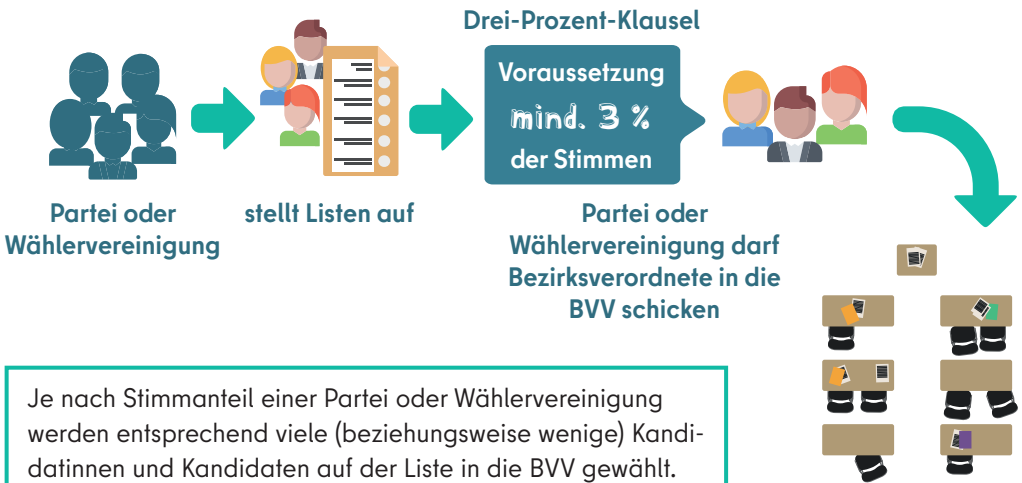 Drei-Prozent-Klausel
Voraussetzung
mind. 3 %
der Stimmen
Partei oder
Wählervereinigung
stellt Listen auf
Partei oder
Wählervereinigung darf
Bezirksverordnete in die
BVV schicken
Je nach Stimmanteil einer Partei oder Wählervereinigung
werden entsprechend viele (beziehungsweise wenige) Kandi-
datinnen und Kandidaten auf der Liste in die BVV gewählt.